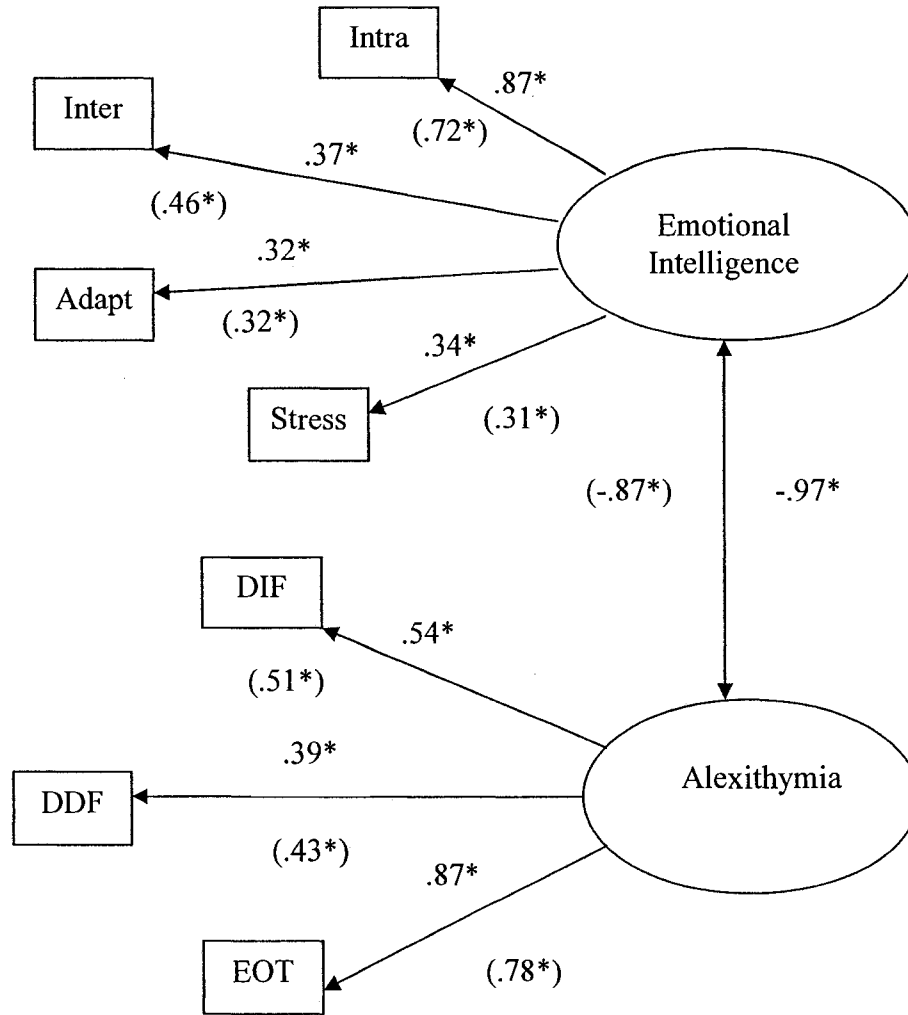 Intra
.87*
(.72*)
Inter
.37*
(.46*)
Emotional
Intelligence
.32*
Adapt
(.32*)
.34*
Stress
(.31*)
(-.87*)
-.97*
DIF
.54*
(.51*)
.39*
Alexithymia
DDF
(.43*)
.87*
EOT
(.78*)